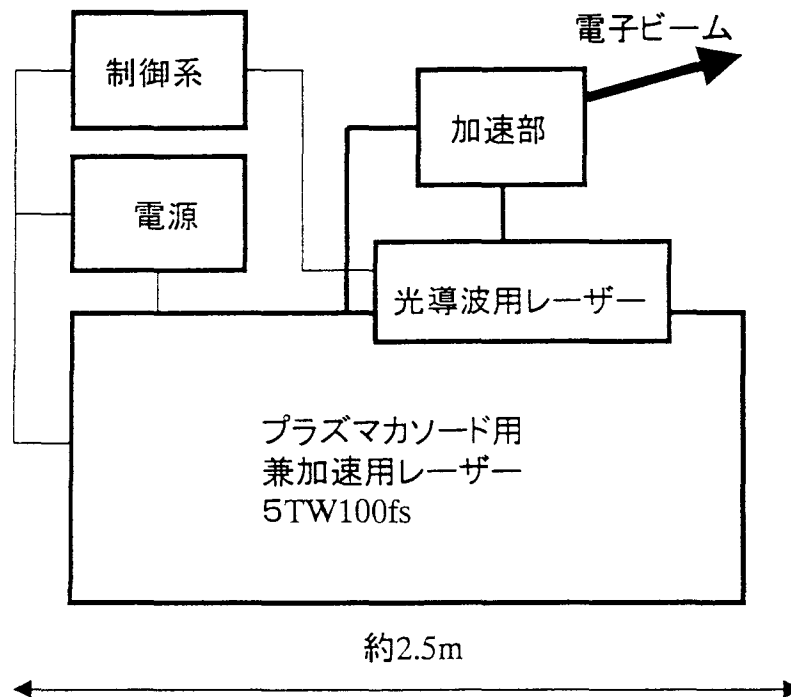 電子ビーム
制御系
加速部
電源
光導波用レーザー
プラズマカソード用
兼加速用レーザー
5TW100fs
約2.5m